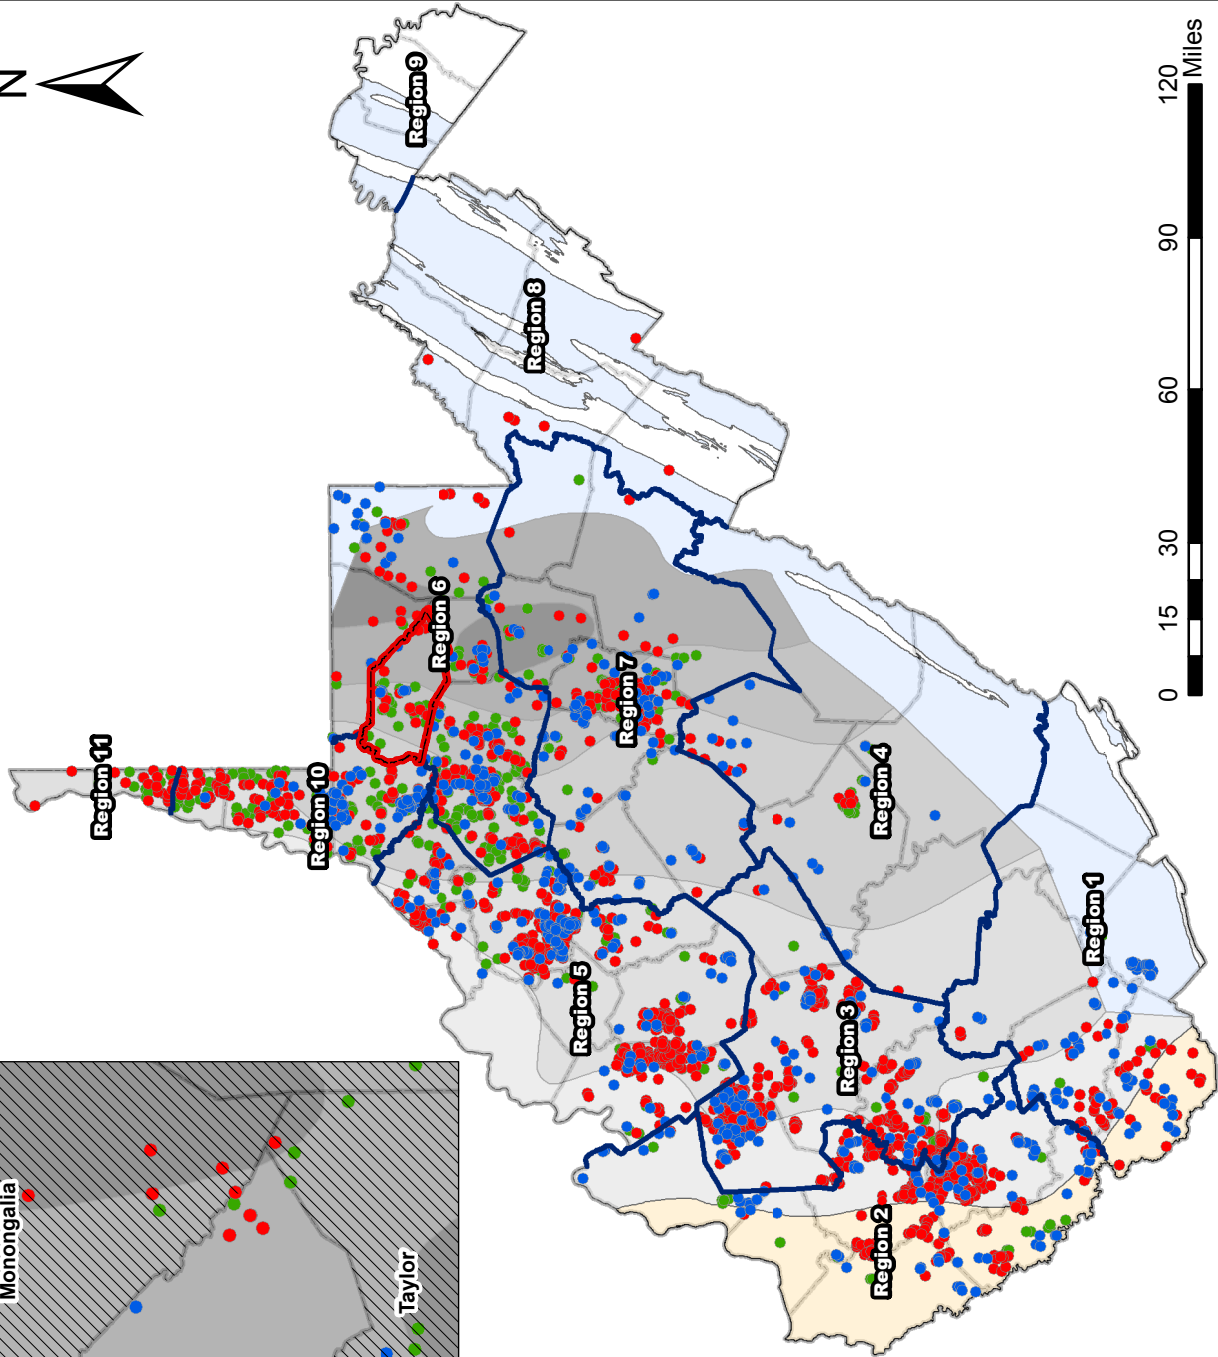 N
Region 9
Region 8
Region 6
Region 7
Region 11
Region 10
Region 4
Region 5
Region 3
Region 1
Region 2
Monongalia
Taylor
0
15
30
60
90
120
Miles